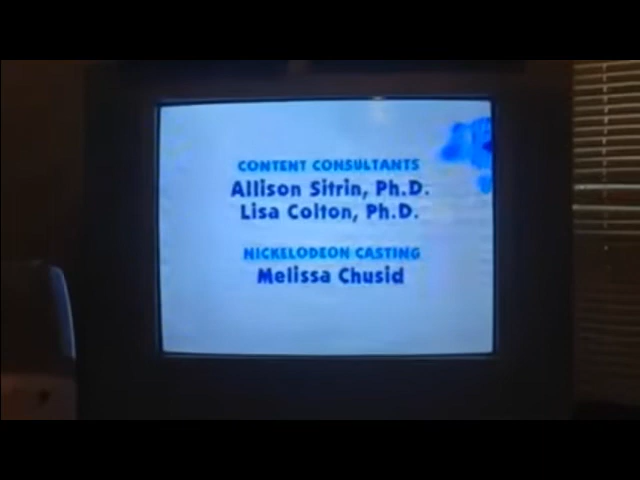 CONTENT CONSULTANTS
Allison Sitrin, Ph.D.
Lisa Colton, Ph.D.
NICKELODEON CASTING
Melissa Chusid